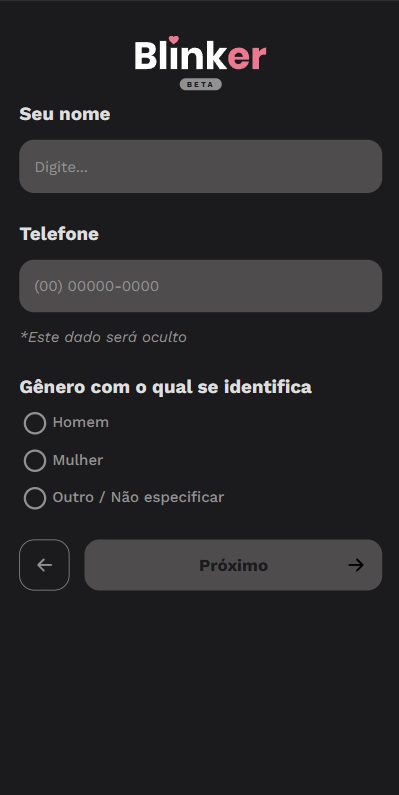 Blinker
BETA
Seu nome
Digite...
Telefone
(00) 00000-0000
*Este dado será oculto
Gênero com o qual se identifica
Homem
Mulher
Outro / Não especificar
Próximo